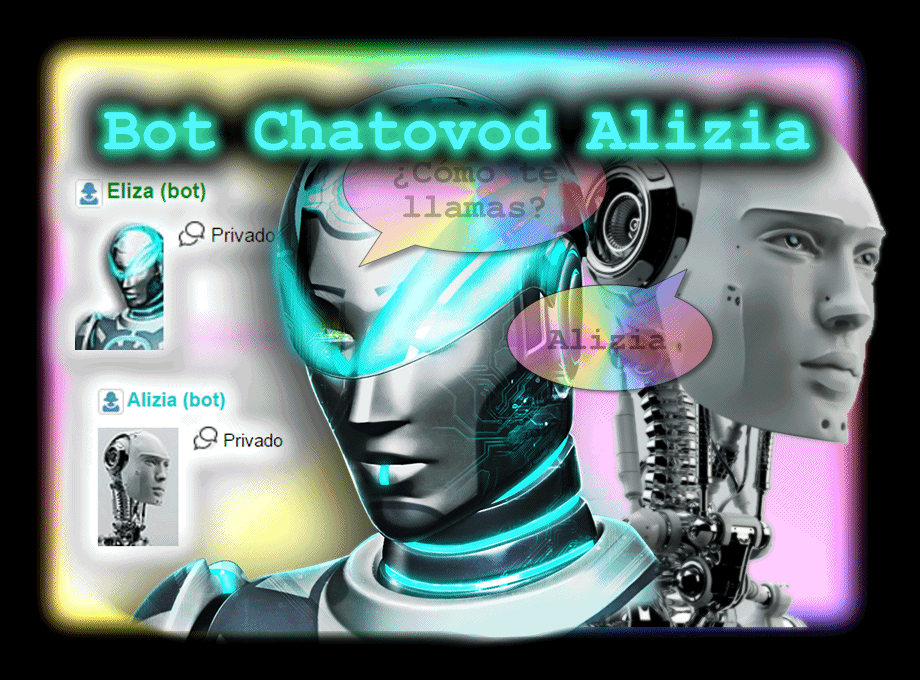 Bot Chatovod Alizia
¿Cómo te
llamas?
Eliza (bot)
Privado
Alizia.
Alizia (bot)
Privado